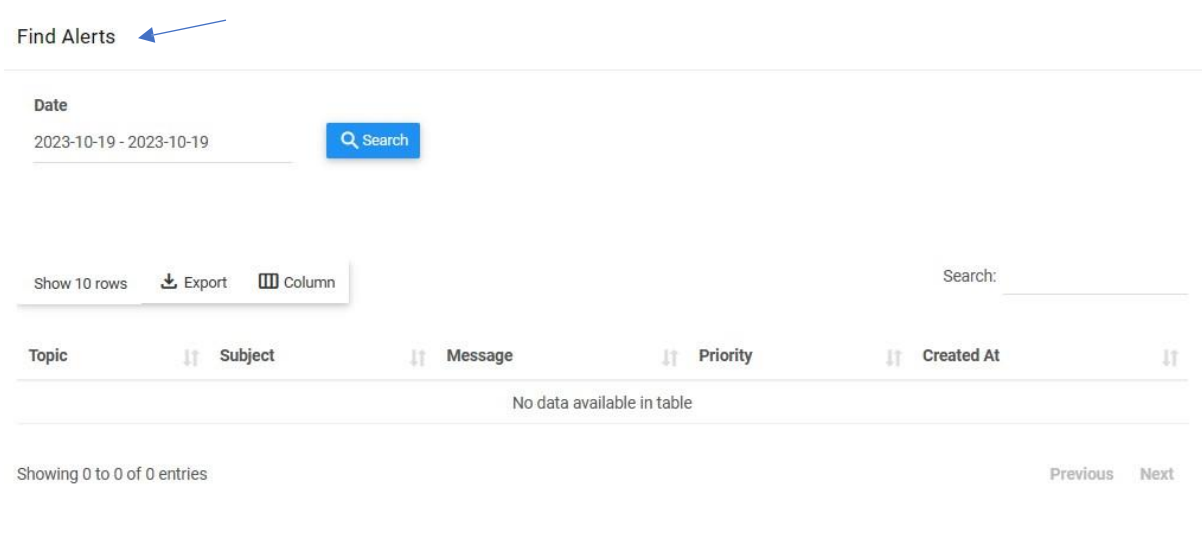 Find Alerts
Date
2023-10-19 - 2023-10-19
Search
Show 10 rows Export Column Search:
Topic Subject Message Priority Created At
No data available in table
Showing 0 to 0 of 0 entries Previous Next